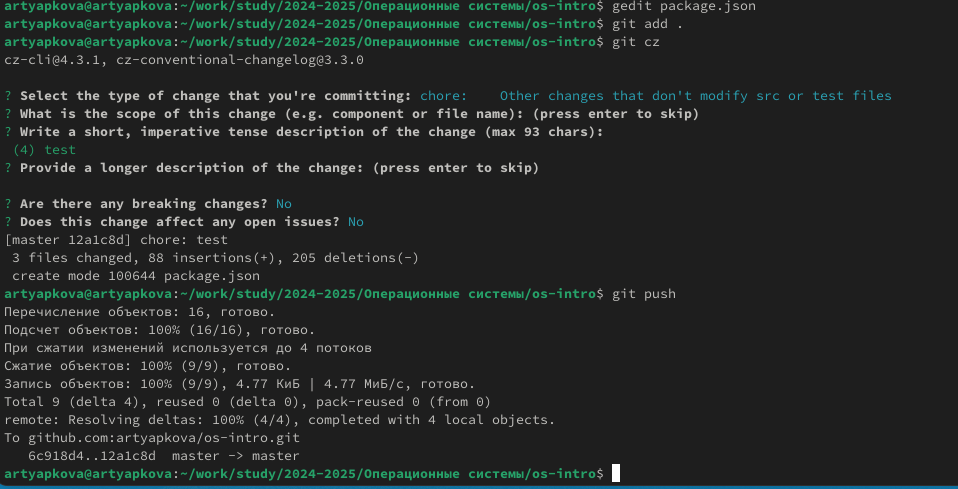 artyapkova@artyapkova:~/work/study/2024-2025/Операционные системы/os-intro$ gedit package.json
artyapkova@artyapkova:~/work/study/2024-2025/Операционные системы/os-intro$ git add .
artyapkova@artyapkova:~/work/study/2024-2025/Операционные системы/os-intro$ git cz
cz-cli@4.3.1, cz-conventional-changelog@3.3.0
? Select the type of change that you're committing: chore:    Other changes that don't modify src or test files
? What is the scope of this change (e.g. component or file name): (press enter to skip)
? Write a short, imperative tense description of the change (max 93 chars):
 (4) test
? Provide a longer description of the change: (press enter to skip)
? Are there any breaking changes? No
? Does this change affect any open issues? No
[master 12a1c8d] chore: test
 3 files changed, 88 insertions(+), 205 deletions(-)
 create mode 100644 package.json
artyapkova@artyapkova:~/work/study/2024-2025/Операционные системы/os-intro$ git push
Перечисление объектов: 16, готово.
Подсчет объектов: 100% (16/16), готово.
При сжатии изменений используется до 4 потоков
Сжатие объектов: 100% (9/9), готово.
Запись объектов: 100% (9/9), 4.77 КиБ | 4.77 МиБ/с, готово.
Total 9 (delta 4), reused 0 (delta 0), pack-reused 0 (from 0)
remote: Resolving deltas: 100% (4/4), completed with 4 local objects.
To github.com:artyapkova/os-intro.git
   6c918d4..12a1c8d  master -> master
artyapkova@artyapkova:~/work/study/2024-2025/Операционные системы/os-intro$